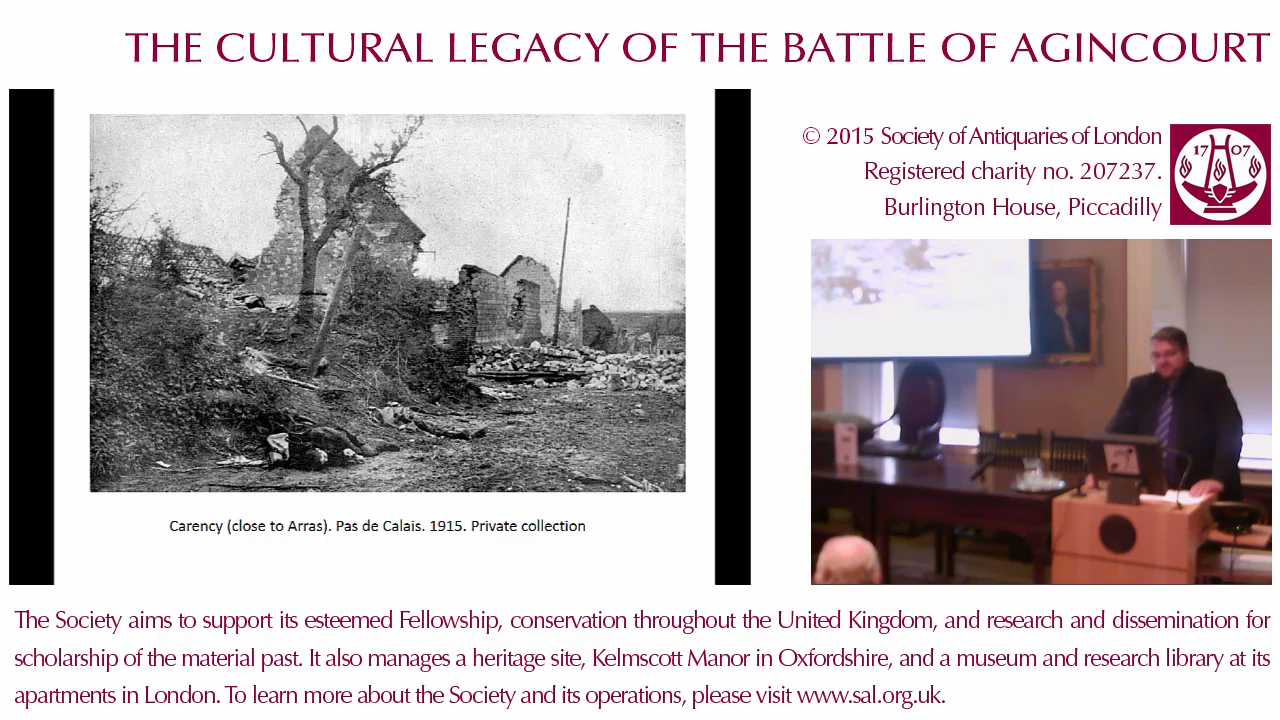 THE CULTURAL LEGACY OF THE BATTLE OF AGINCOURT
© 2015 Society of Antiquaries of London
Registered charity no. 207237.
Burlington House, Piccadilly
17 07
Carency (close to Arras). Pas de Calais. 1915. Private collection
The Society aims to support its esteemed Fellowship, conservation throughout the United Kingdom, and research and dissemination for
scholarship of the material past. It also manages a heritage site, Kelmscott Manor in Oxfordshire, and a museum and research library at its
apartments in London. To learn more about the Society and its operations, please visit www.sal.org.uk.